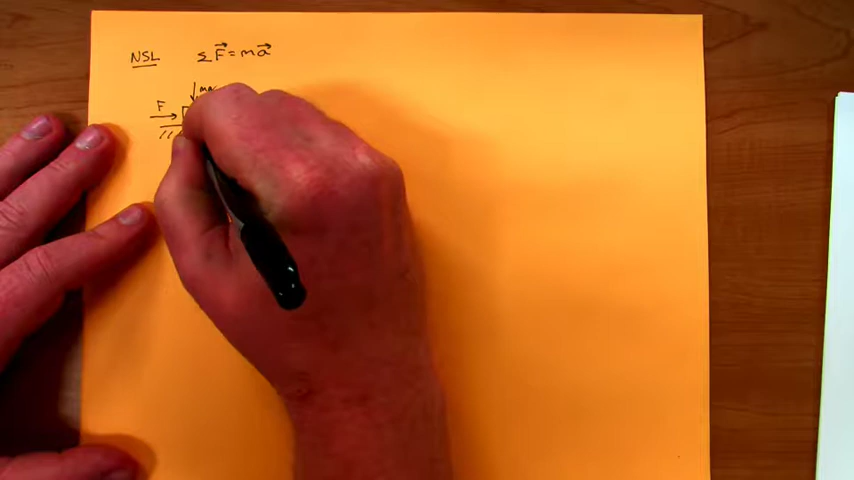 NSL ΣF⃗ = ma⃗
F